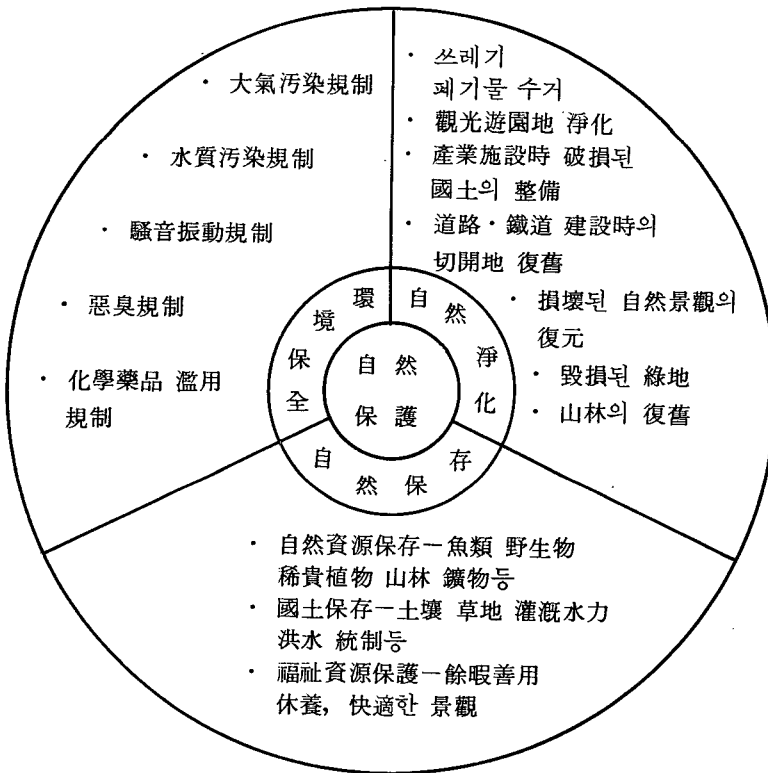 · 大氣汚染規制
· 水質汚染規制
· 騷音振動規制
· 惡臭規制
· 化學藥品 濫用
規制
· 쓰레기
폐기물 수거
· 觀光遊園地 淨化
· 產業施設時 破損된
國土의 整備
· 道路·鐵道 建設時의
切開地 復舊
· 損壞된 自然景觀의
復元
· 毀損된 綠地
· 山林의 復舊
環境保全
自然淨化
自然保存
自然
保護
· 自然資源保存—魚類 野生物
稀貴植物 山林 鑛物등
· 國土保存—土壤 草地 灌漑水力
洪水 統制등
· 福祉資源保護—餘暇善用
休養, 快適한 景觀